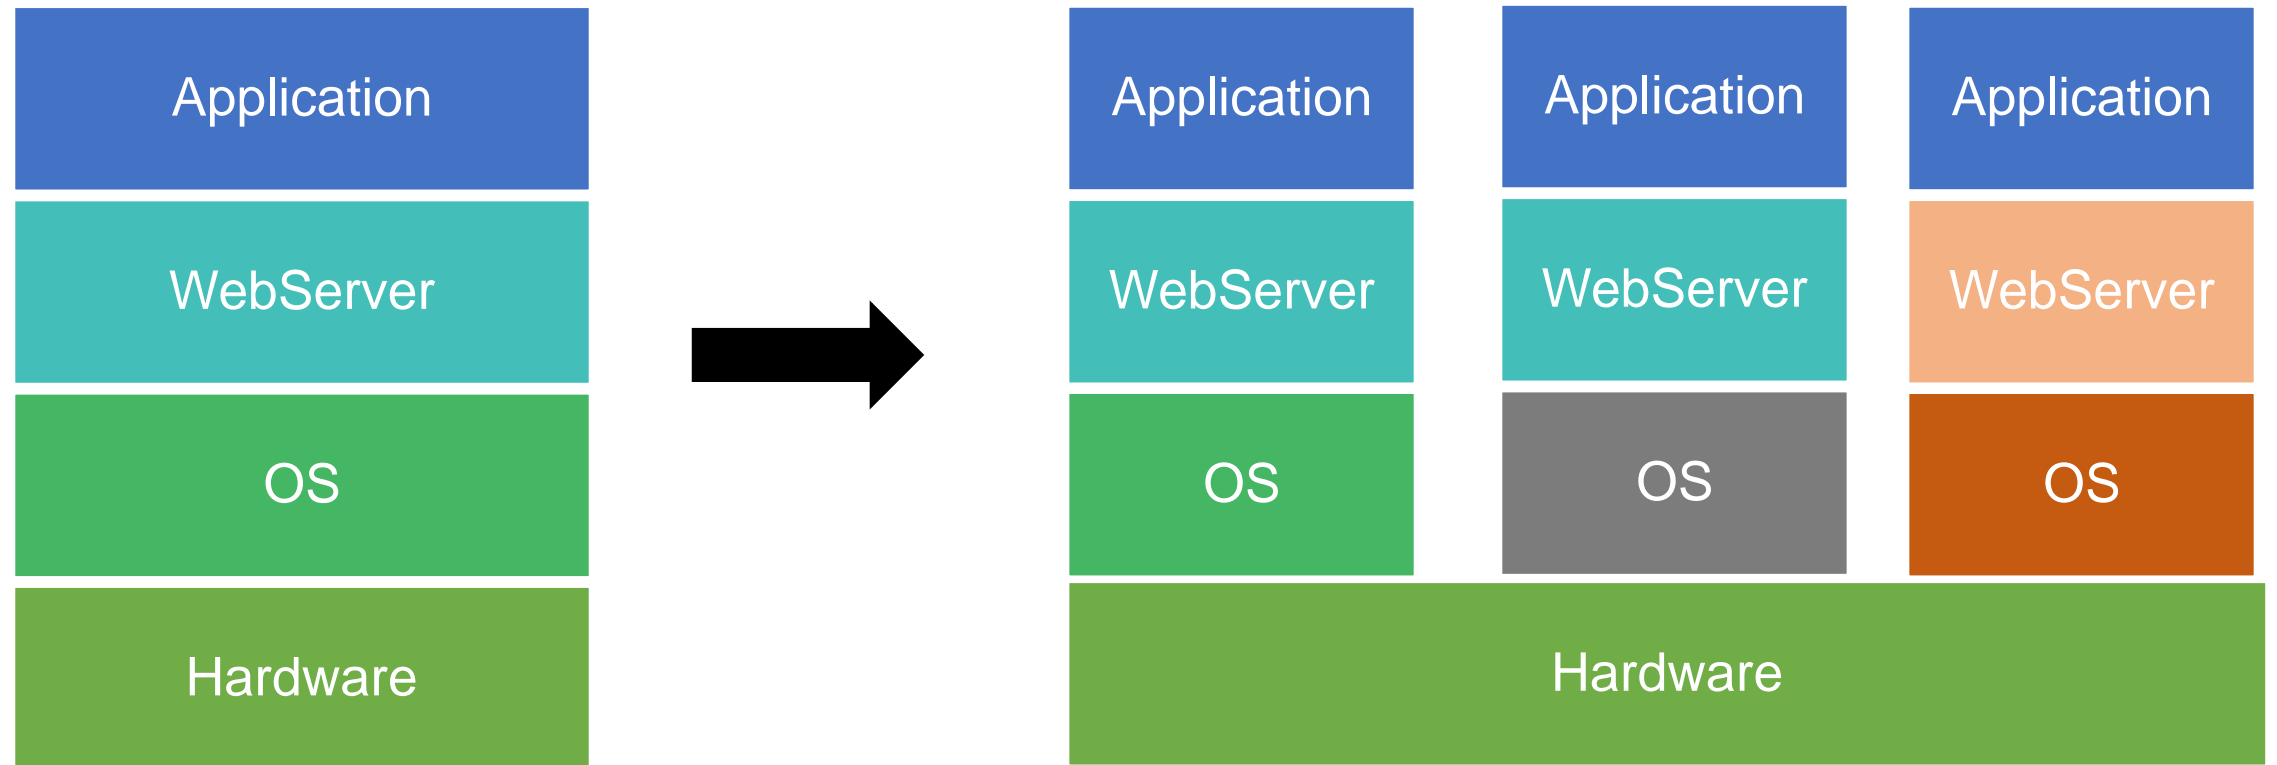 Application
WebServer
OS
Hardware
Application
WebServer
OS
Application
WebServer
OS
Application
WebServer
OS
Hardware